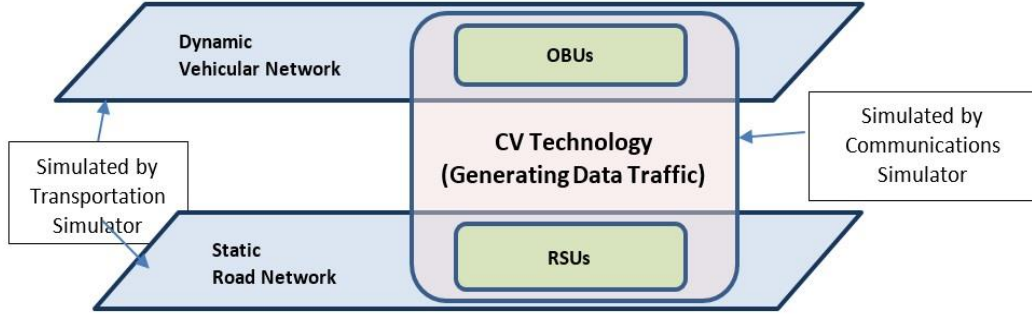 Dynamic
Vehicular Network
OBUs
CV Technology
(Generating Data Traffic)
Simulated by
Communications
Simulator
Simulated by
Transportation
Simulator
Static
Road Network
RSUs